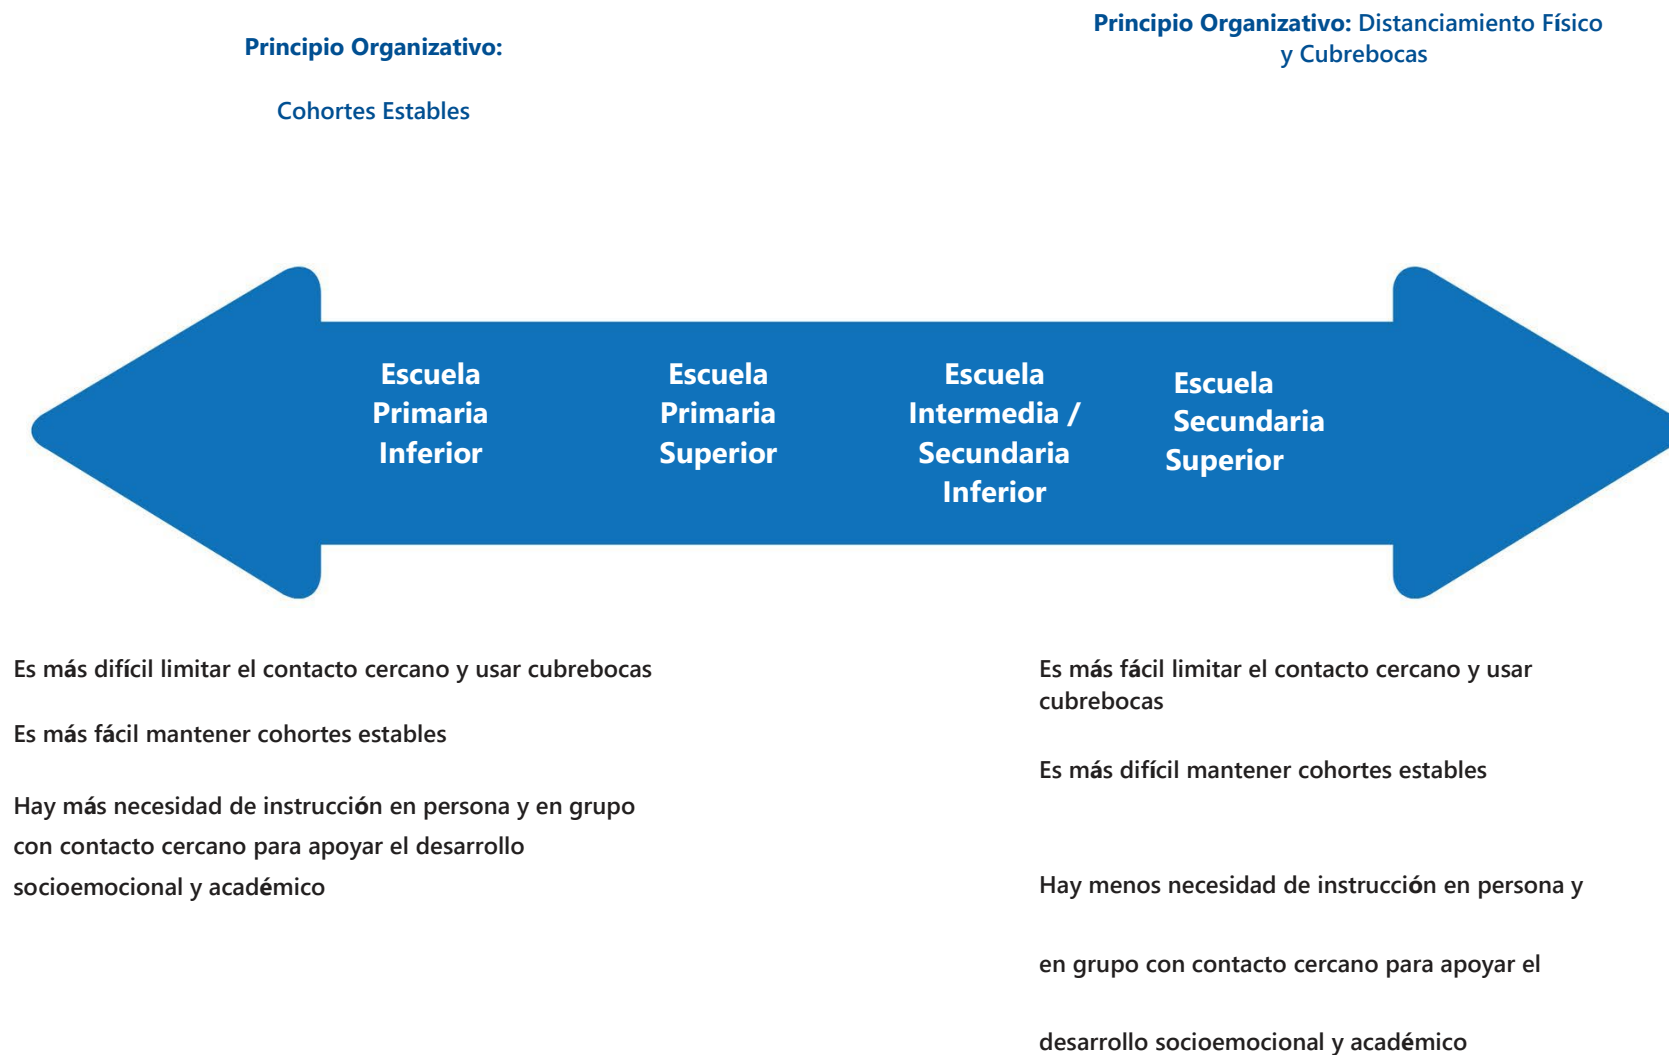 Principio Organizativo:
Cohortes Estables
Principio Organizativo: Distanciamiento Físico
y Cubrebocas
Escuela
Primaria
Inferior
Escuela
Primaria
Superior
Escuela
Intermedia /
Secundaria
Inferior
Escuela
Secundaria
Superior
Es más difícil limitar el contacto cercano y usar cubrebocas
Es más fácil mantener cohortes estables
Hay más necesidad de instrucción en persona y en grupo
con contacto cercano para apoyar el desarrollo
socioemocional y académico
Es más fácil limitar el contacto cercano y usar
cubrebocas
Es más difícil mantener cohortes estables
Hay menos necesidad de instrucción en persona y
en grupo con contacto cercano para apoyar el
desarrollo socioemocional y académico